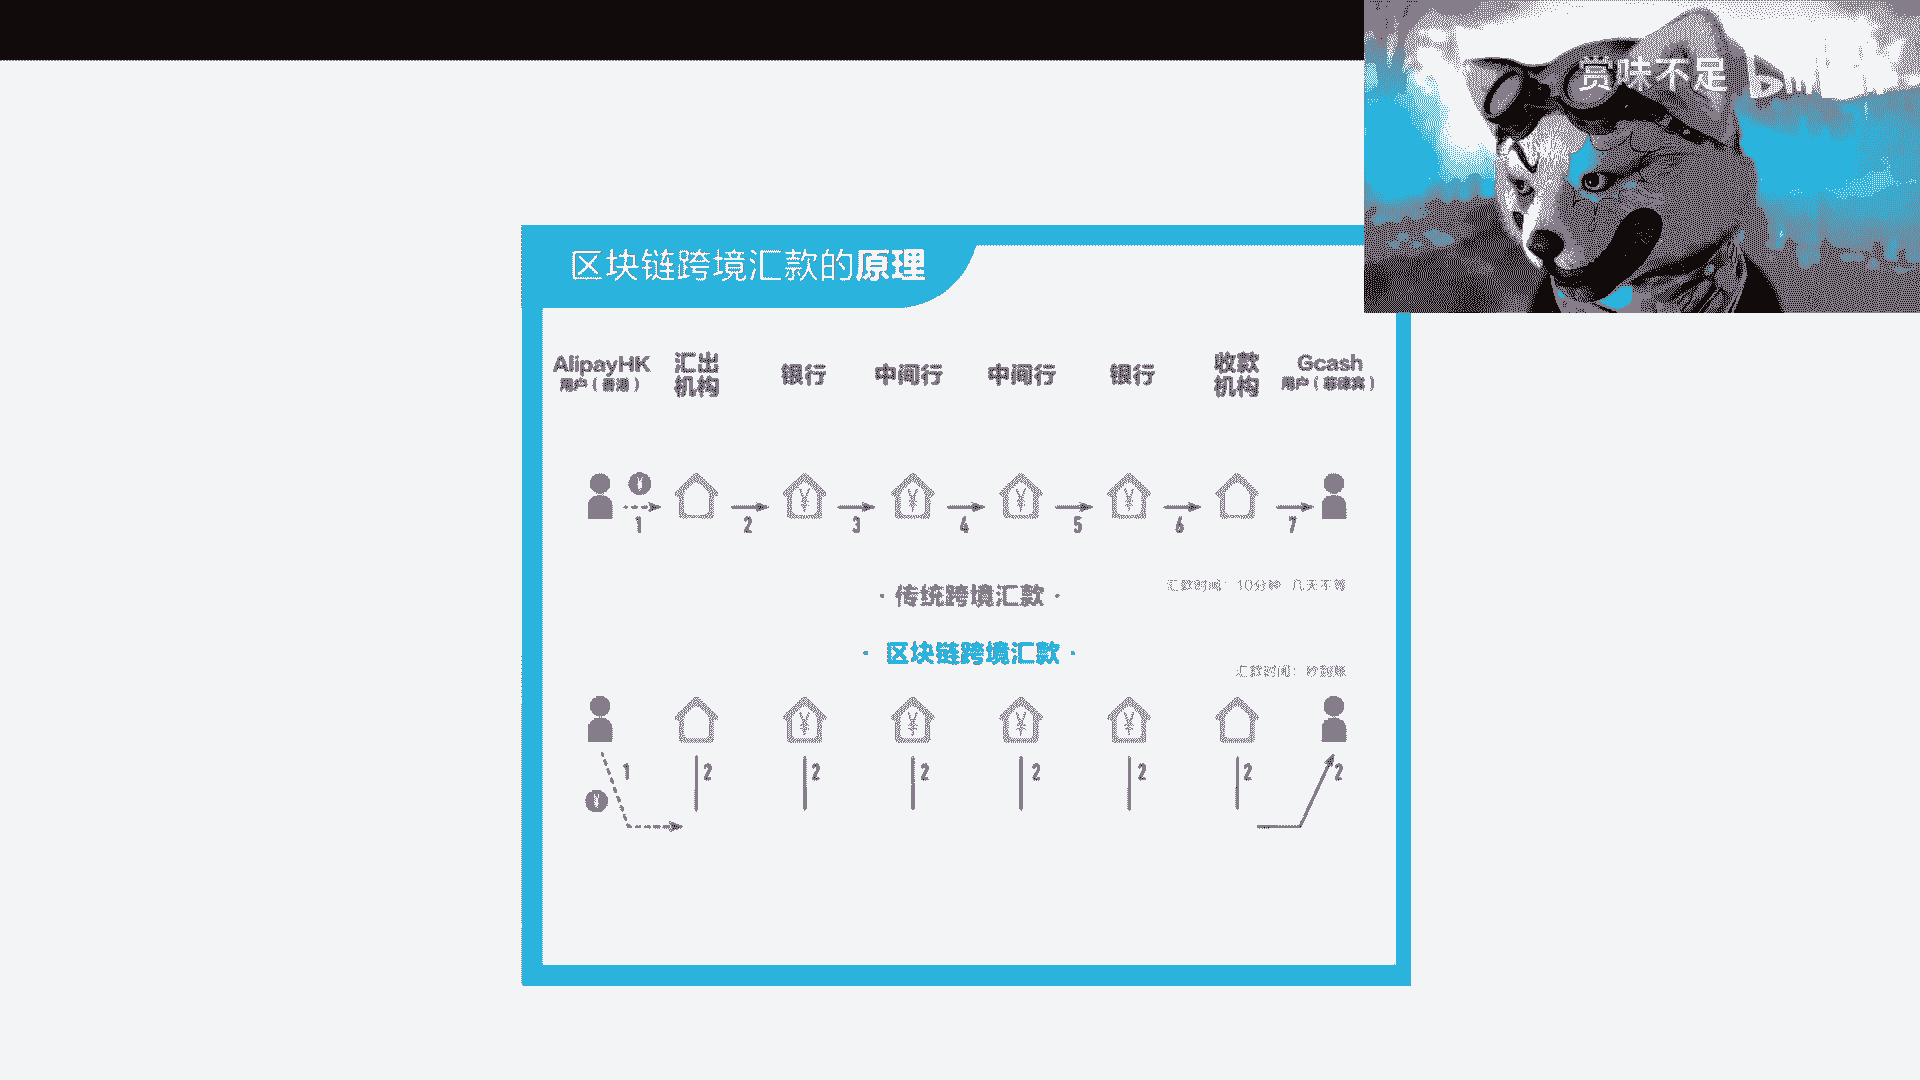 赏味不足
区块链跨境汇款的原理
AlipayHK
用户（香港）
汇出
机构
银行
中间行
中间行
银行
收款
机构
Gcash
用户（菲律宾）
¥
1
2
¥
3
¥
4
¥
5
¥
6
7
· 传统跨境汇款 ·
汇款时间：10分钟 几天不等
· 区块链跨境汇款 ·
汇款时间：秒到账
¥
¥
¥
¥
1
2
2
2
2
2
2
2
¥